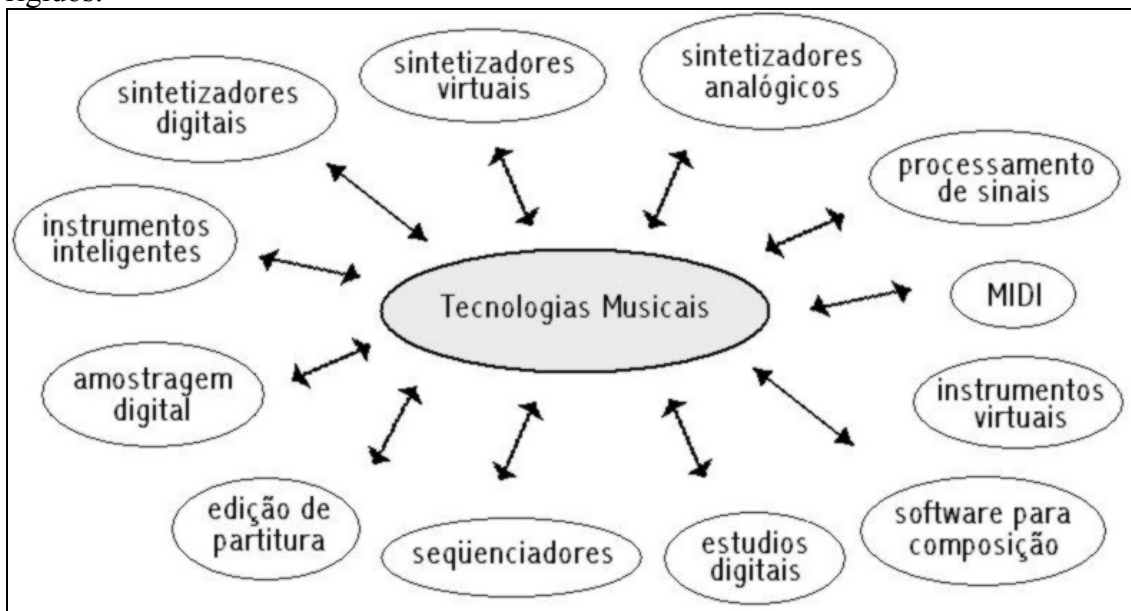 rígidos.
sintetizadores
digitais
sintetizadores
virtuais
sintetizadores
analógicos
processamento
de sinais
instrumentos
inteligentes
Tecnologias Musicais
MIDI
amostragem
digital
instrumentos
virtuais
edição de
partitura
seqüenciadores
estudios
digitais
software para
composição